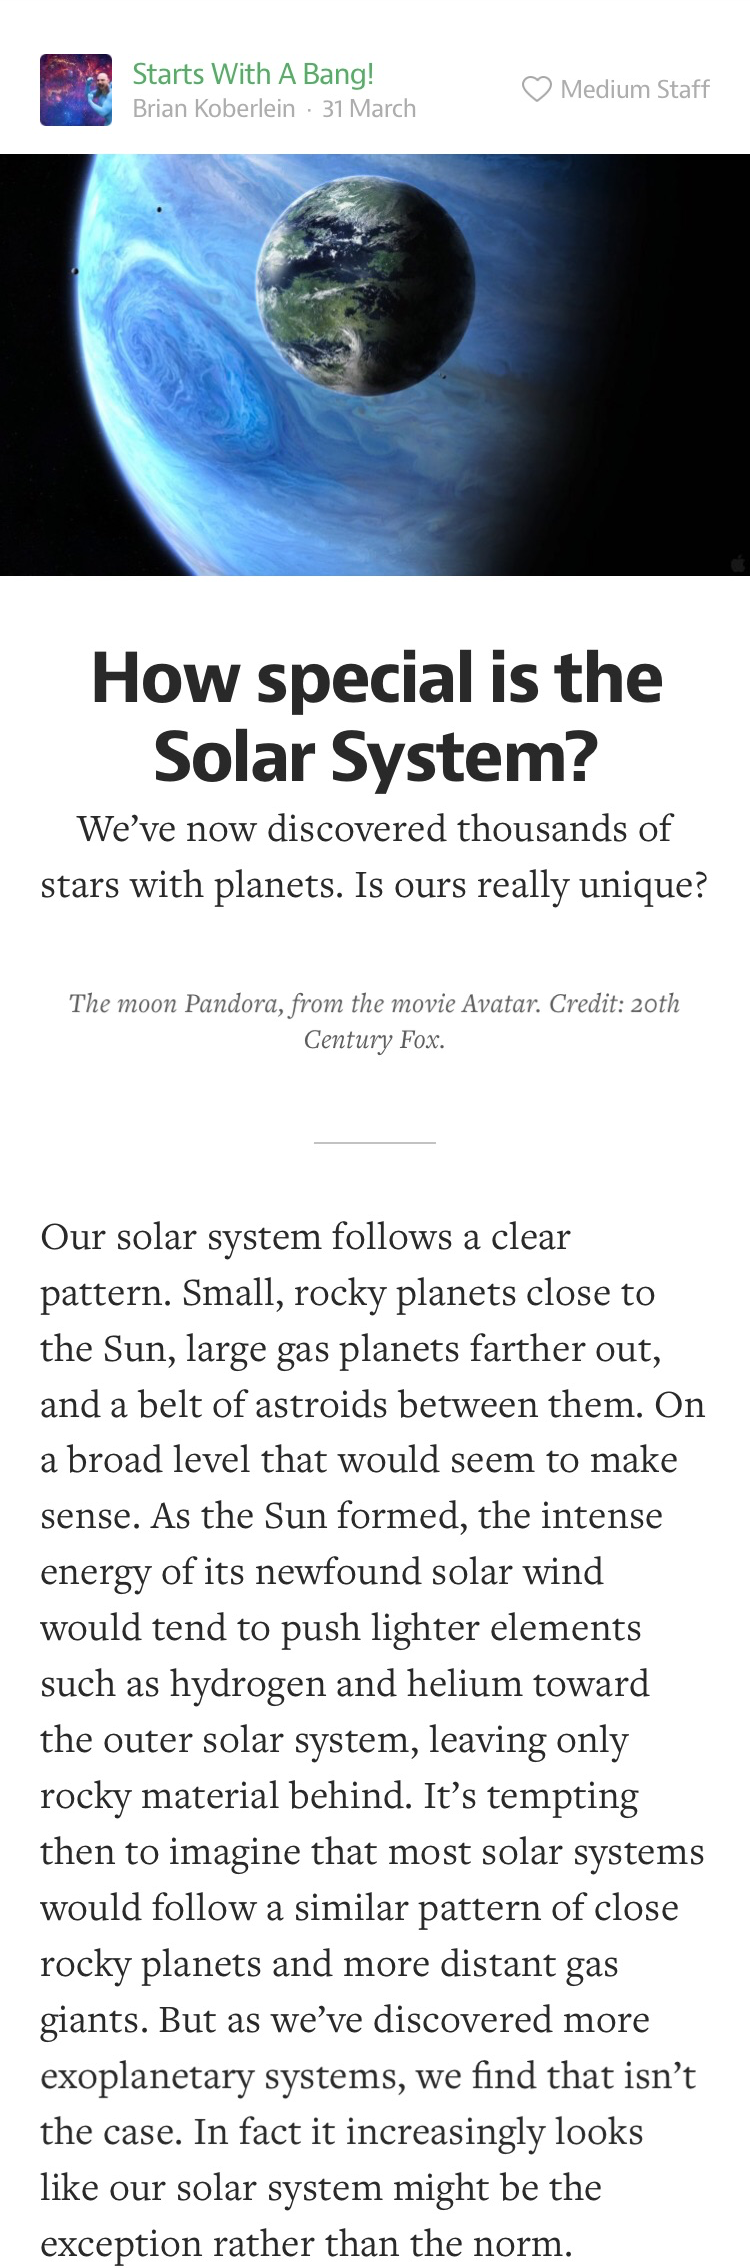 Starts With A Bang!
Brian Koberlein · 31 March
Medium Staff
How special is the
Solar System?
We’ve now discovered thousands of
stars with planets. Is ours really unique?
The moon Pandora, from the movie Avatar. Credit: 20th
Century Fox.
Our solar system follows a clear
pattern. Small, rocky planets close to
the Sun, large gas planets farther out,
and a belt of astroids between them. On
a broad level that would seem to make
sense. As the Sun formed, the intense
energy of its newfound solar wind
would tend to push lighter elements
such as hydrogen and helium toward
the outer solar system, leaving only
rocky material behind. It’s tempting
then to imagine that most solar systems
would follow a similar pattern of close
rocky planets and more distant gas
giants. But as we’ve discovered more
exoplanetary systems, we find that isn’t
the case. In fact it increasingly looks
like our solar system might be the
exception rather than the norm.